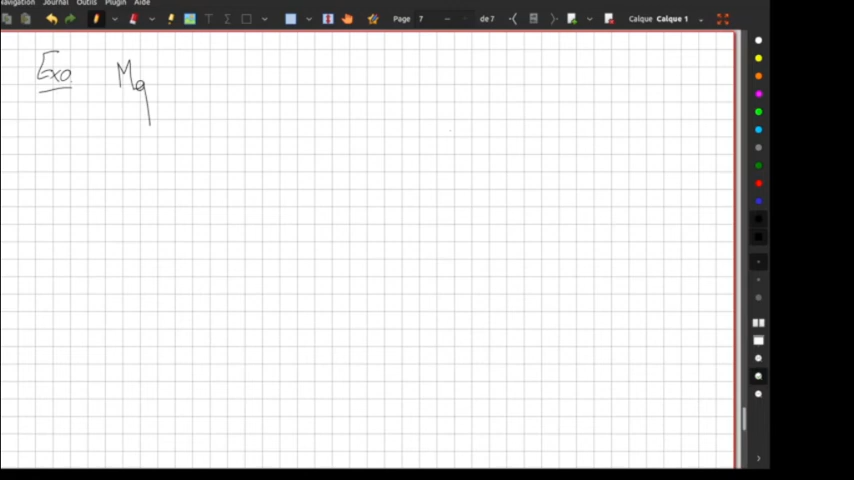 Navigation Journal Outils Plugin Aide
Page 7 de 7 Calque Calque 1
Exo. Mq